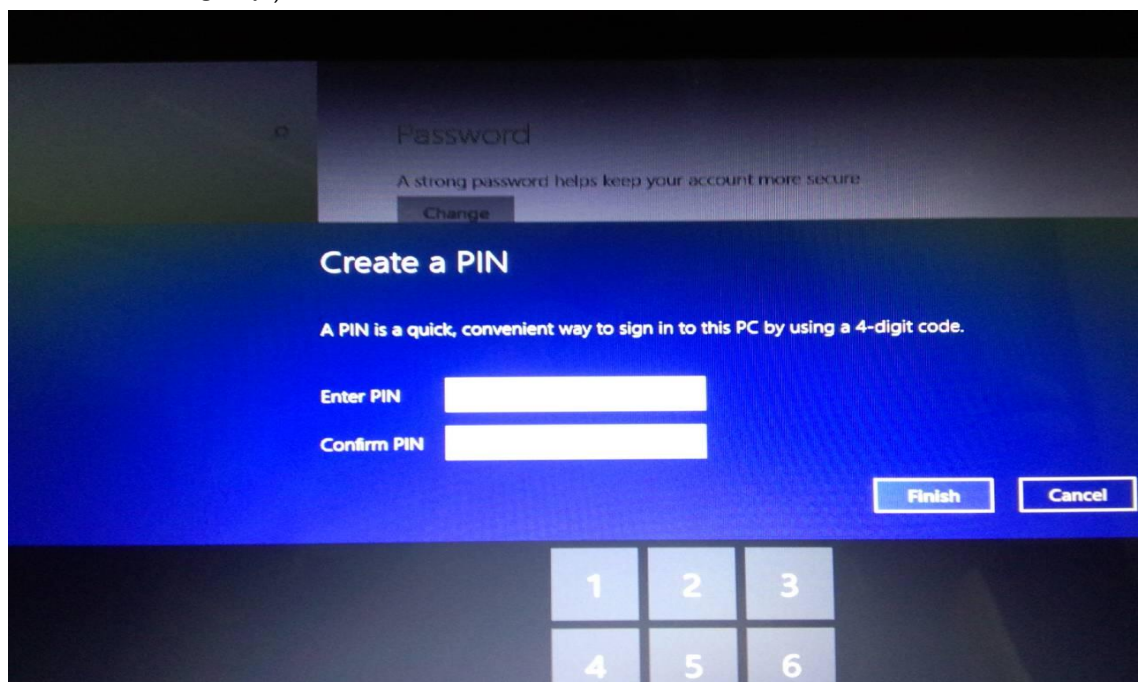 Password
A strong password helps keep your account more secure
Change
Create a PIN
A PIN is a quick, convenient way to sign in to this PC by using a 4-digit code.
Enter PIN
Confirm PIN
Finish Cancel
1 2 3
4 5 6